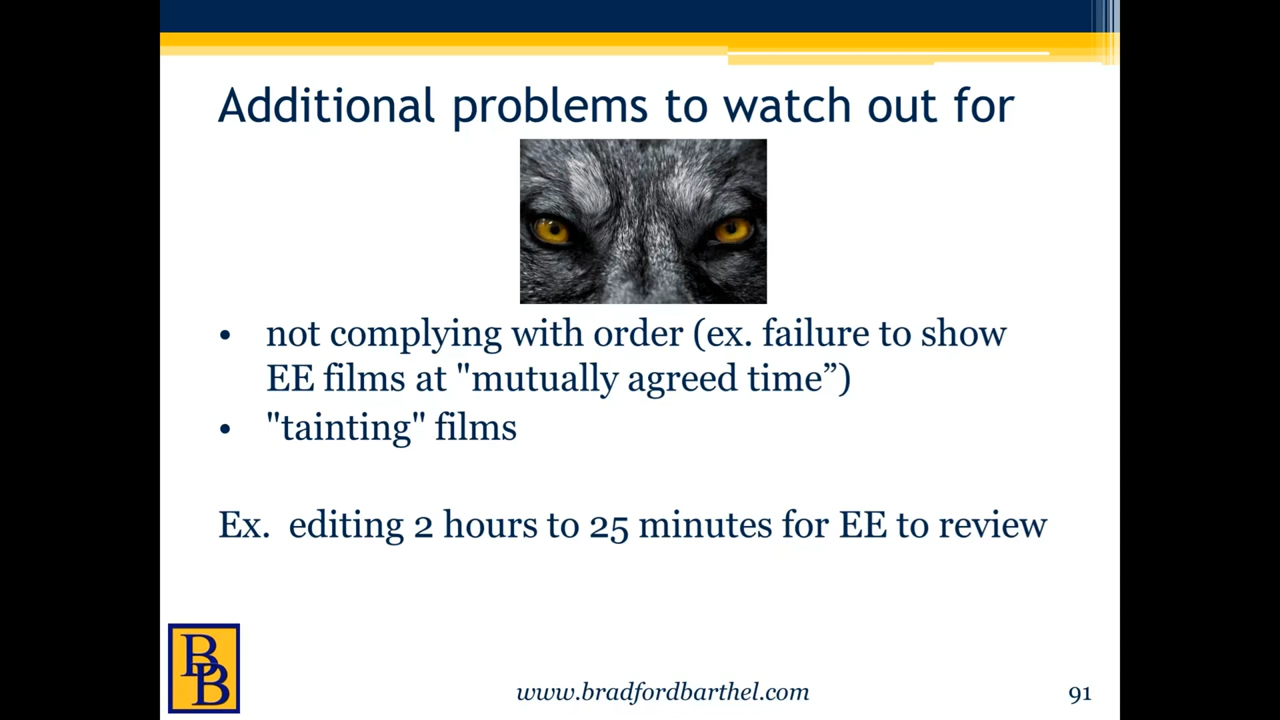 Additional problems to watch out for
• not complying with order (ex. failure to show
EE films at "mutually agreed time”)
• "tainting" films
Ex.  editing 2 hours to 25 minutes for EE to review
BB
www.bradfordbarthel.com
91